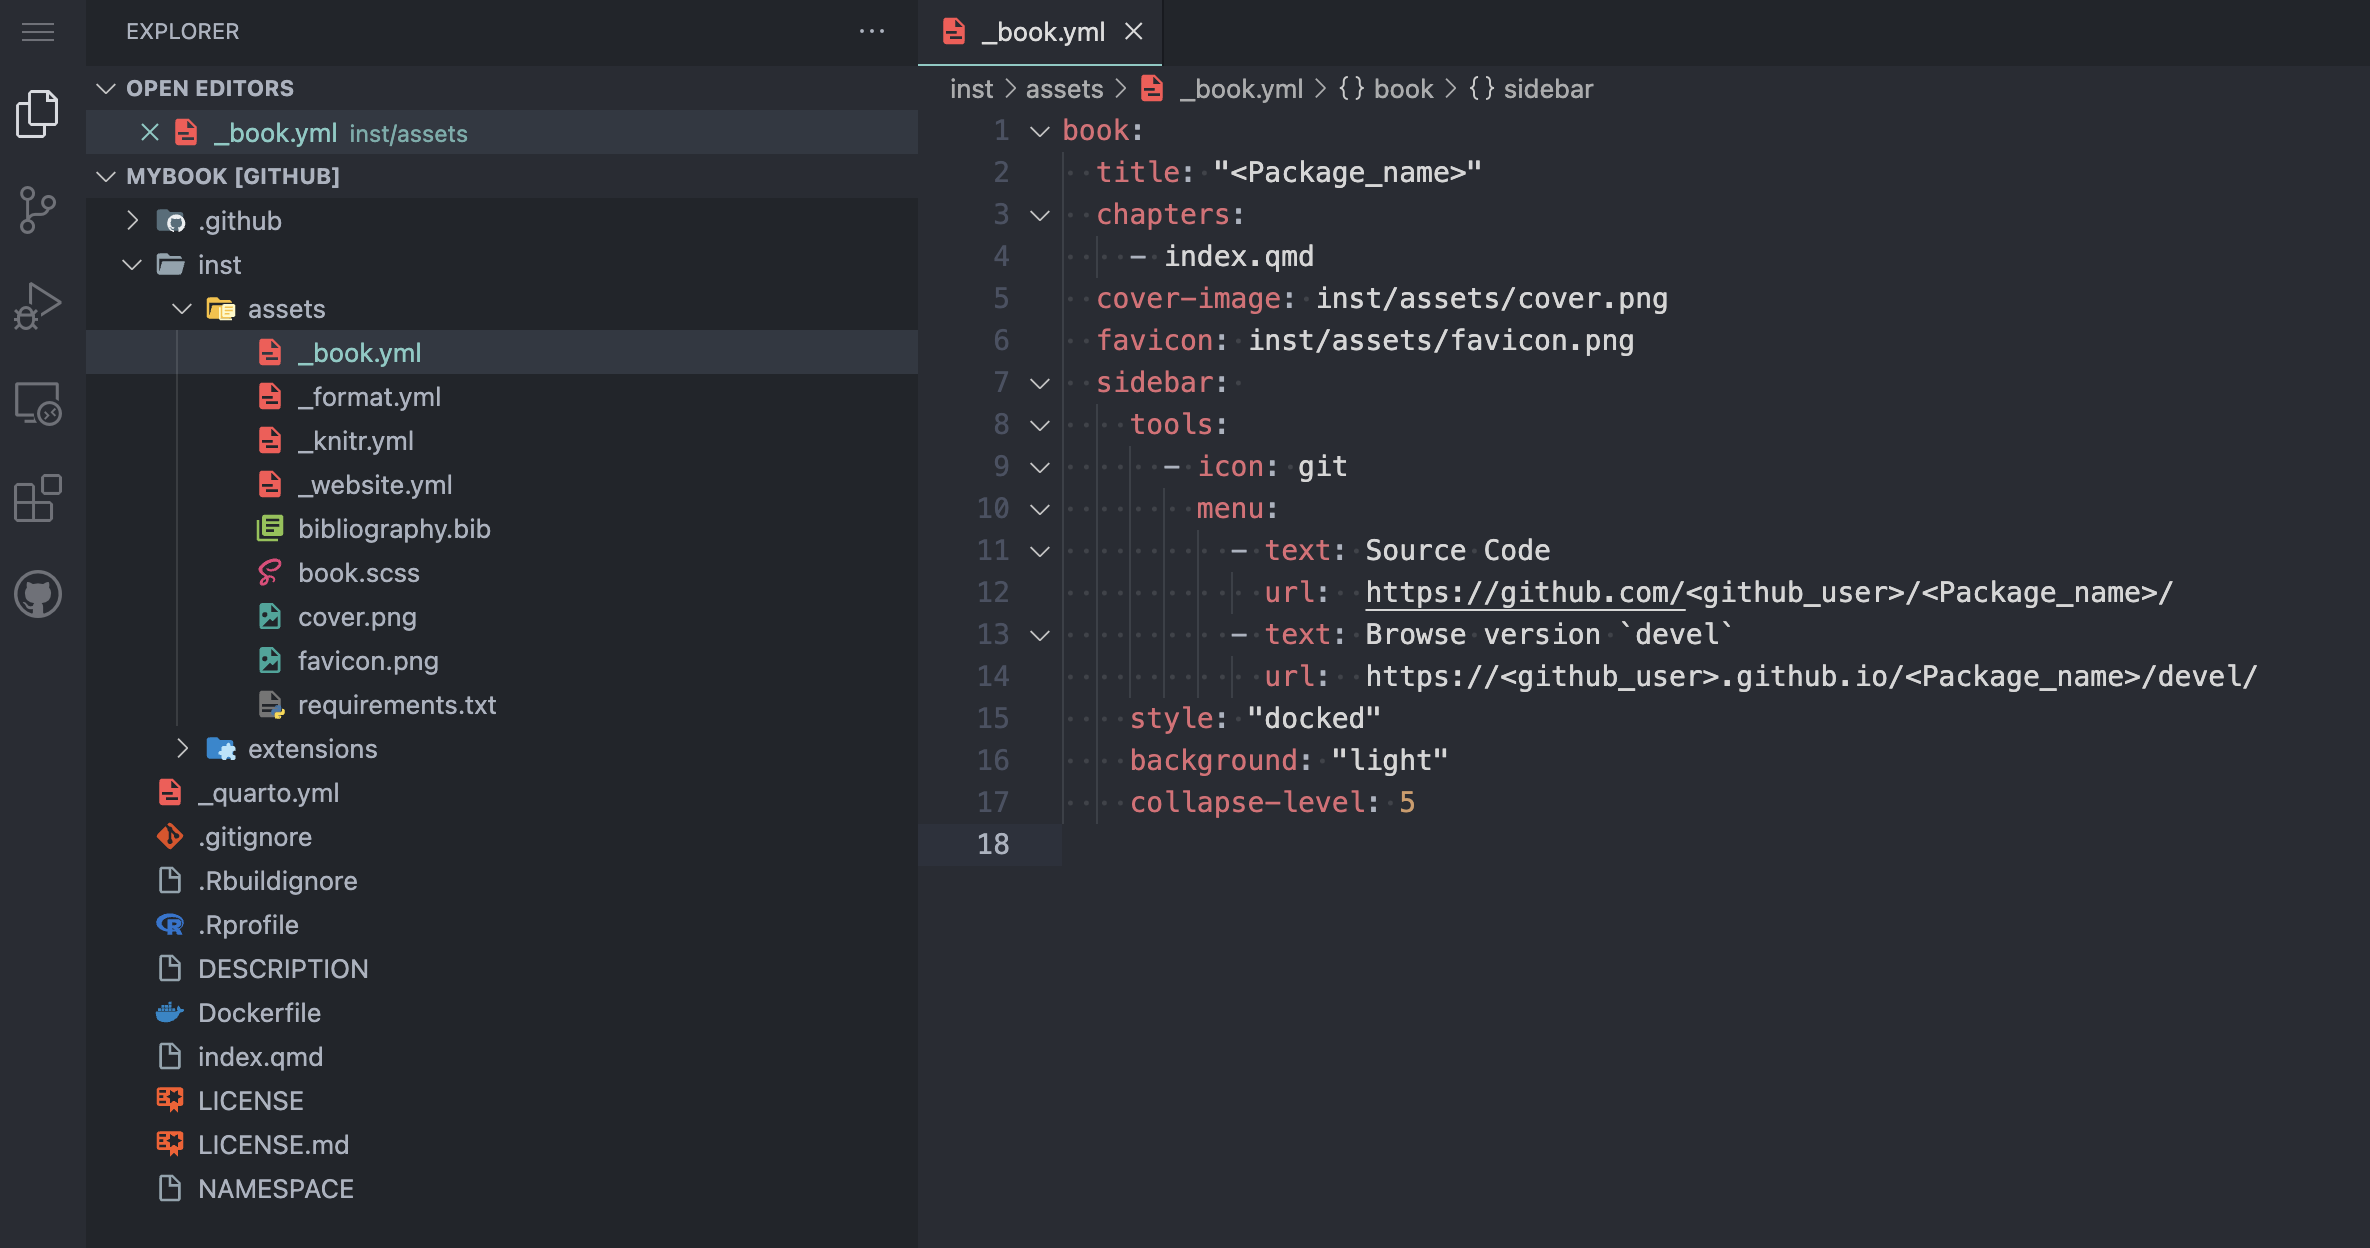 EXPLORER
OPEN EDITORS
_book.yml inst/assets
MYBOOK [GITHUB]
.github
inst
assets
_book.yml
_format.yml
_knitr.yml
_website.yml
bibliography.bib
book.scss
cover.png
favicon.png
requirements.txt
extensions
_quarto.yml
.gitignore
.Rbuildignore
.Rprofile
DESCRIPTION
Dockerfile
index.qmd
LICENSE
LICENSE.md
NAMESPACE
_book.yml
inst > assets > _book.yml > {} book > {} sidebar
1 book:
2   title: "<Package_name>"
3   chapters:
4     - index.qmd
5   cover-image: inst/assets/cover.png
6   favicon: inst/assets/favicon.png
7   sidebar:
8     tools:
9       - icon: git
10         menu:
11           - text: Source Code
12             url:  https://github.com/<github_user>/<Package_name>/
13           - text: Browse version `devel`
14             url:  https://<github_user>.github.io/<Package_name>/devel/
15     style: "docked"
16     background: "light"
17     collapse-level: 5
18